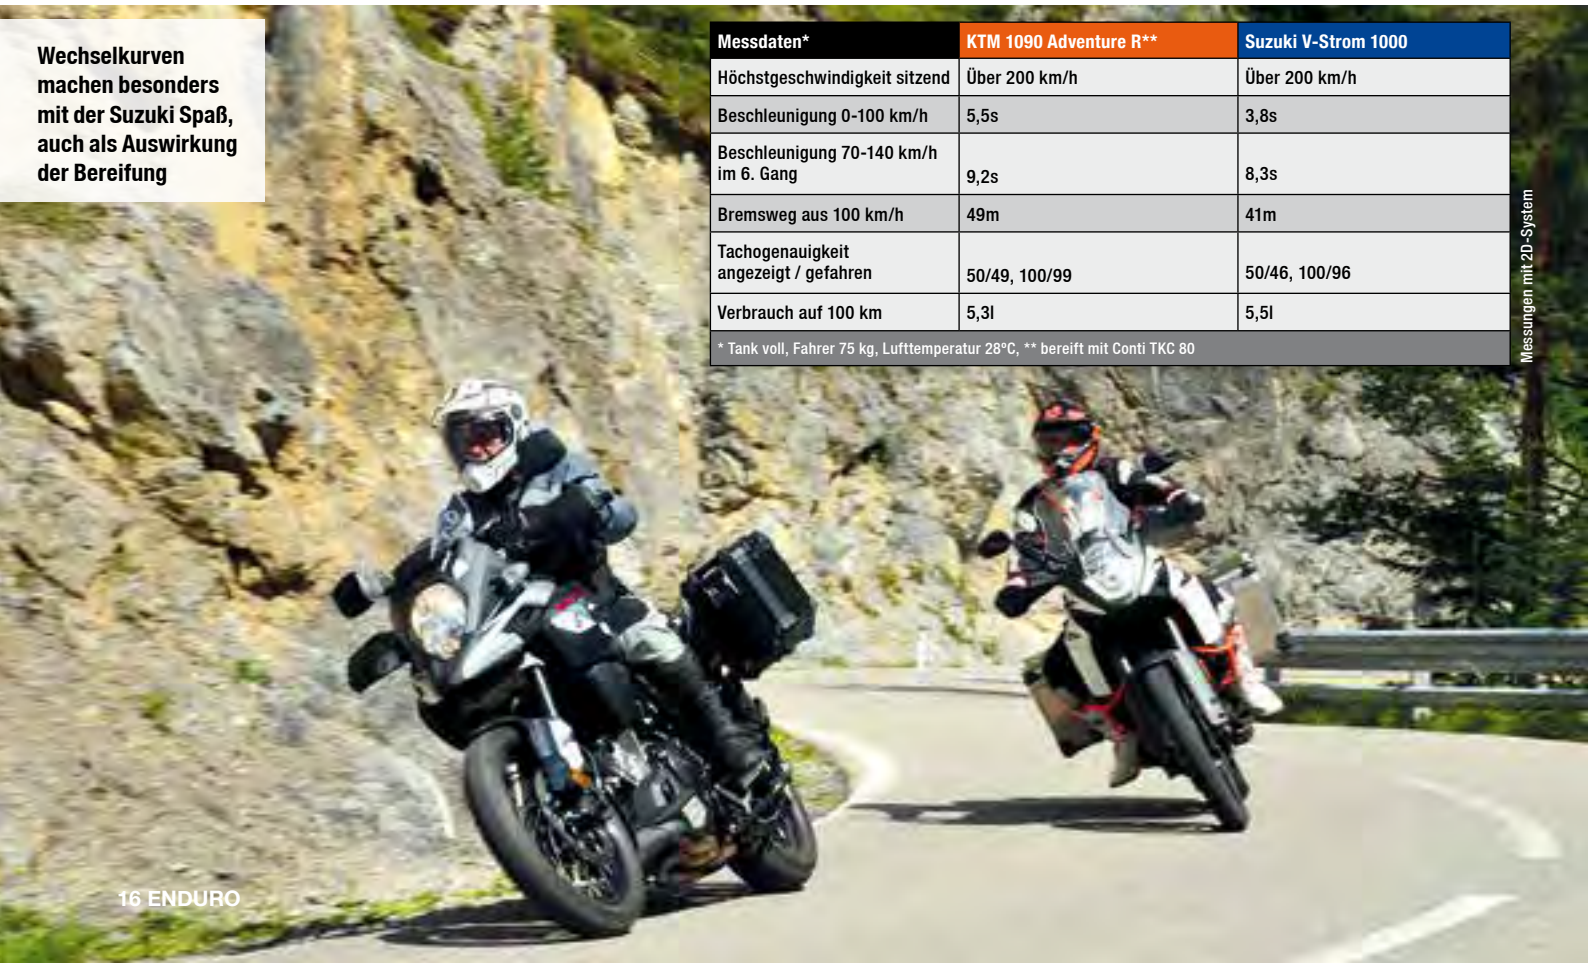 Wechselkurven
machen besonders
mit der Suzuki Spaß,
auch als Auswirkung
der Bereifung
Messdaten* KTM 1090 Adventure R** Suzuki V-Strom 1000
Höchstgeschwindigkeit sitzend Über 200 km/h Über 200 km/h
Beschleunigung 0-100 km/h 5,5s 3,8s
Beschleunigung 70-140 km/h
im 6. Gang 9,2s 8,3s
Bremsweg aus 100 km/h 49m 41m
Tachogenauigkeit
angezeigt / gefahren 50/49, 100/99 50/46, 100/96
Verbrauch auf 100 km 5,3l 5,5l
* Tank voll, Fahrer 75 kg, Lufttemperatur 28°C, ** bereift mit Conti TKC 80
Messungen mit 2D-System
16 ENDURO